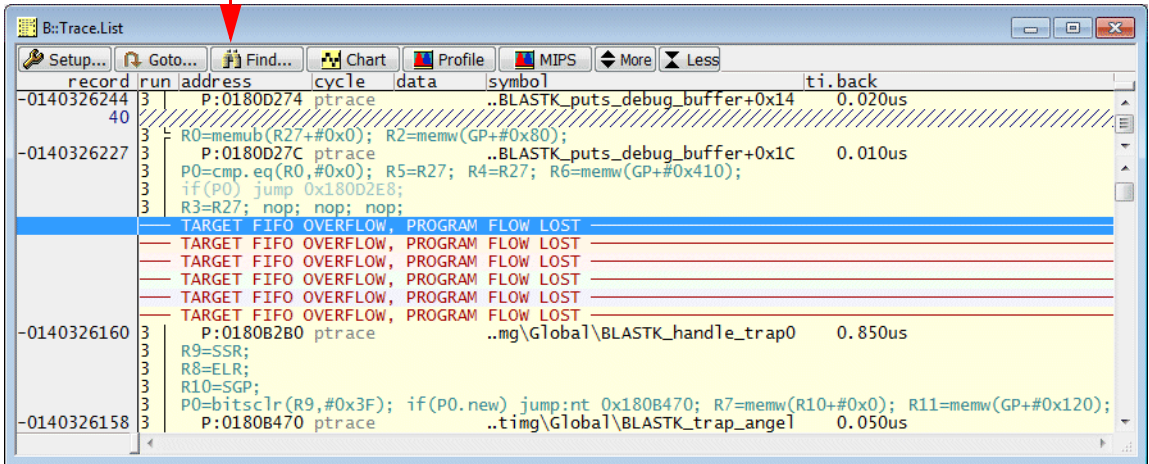 B::Trace.List
Setup... Goto... Find... Chart Profile MIPS More Less
record run address cycle data symbol ti.back
-0140326244 3 P:0180D274 ptrace ..BLASTK_puts_debug_buffer+0x14 0.020us
40
3 R0=memub(R27+#0x0); R2=memw(GP+#0x80);
-0140326227 3 P:0180D27C ptrace ..BLASTK_puts_debug_buffer+0x1C 0.010us
3 P0=cmp.eq(R0,#0x0); R5=R27; R4=R27; R6=memw(GP+#0x410);
3 if(P0) jump 0x180D2E8;
3 R3=R27; nop; nop; nop;
TARGET FIFO OVERFLOW, PROGRAM FLOW LOST
TARGET FIFO OVERFLOW, PROGRAM FLOW LOST
TARGET FIFO OVERFLOW, PROGRAM FLOW LOST
TARGET FIFO OVERFLOW, PROGRAM FLOW LOST
TARGET FIFO OVERFLOW, PROGRAM FLOW LOST
TARGET FIFO OVERFLOW, PROGRAM FLOW LOST
-0140326160 3 P:0180B2B0 ptrace ..mg\Global\BLASTK_handle_trap0 0.850us
3 R9=SSR;
3 R8=ELR;
3 R10=SGP;
3 P0=bitsclr(R9,#0x3F); if(P0.new) jump:nt 0x180B470; R7=memw(R10+#0x0); R11=memw(GP+#0x120);
-0140326158 3 P:0180B470 ptrace ..timg\Global\BLASTK_trap_angel 0.050us